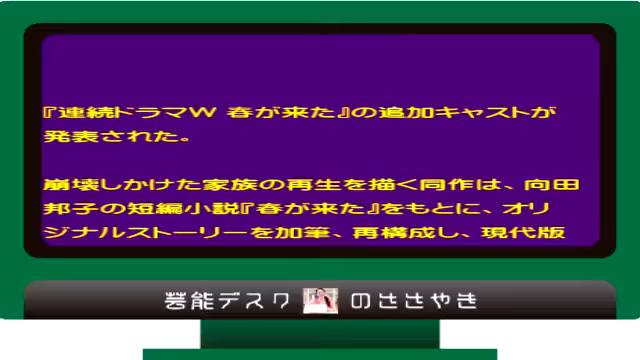 『連続ドラマW 春が来た』の追加キャストが
発表された。
崩壊しかけた家族の再生を描く同作は、向田
邦子の短編小説『春が来た』をもとに、オリ
ジナルストーリーを加筆、再構成し、現代版
芸能デスク のささやき